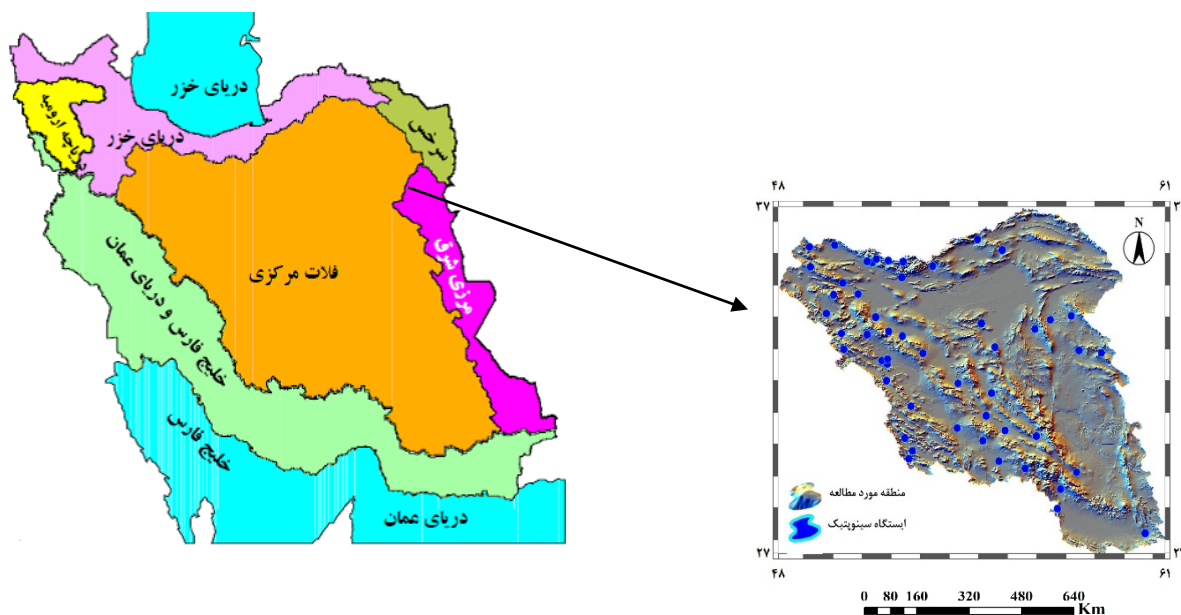 دریای خزر
دریاچه ارومیه
دریای خزر
سرخس
فلات مرکزی
مرزی شرق
خلیج فارس و دریای عمان
خلیج فارس
دریای عمان
۴۸
۶۱
۳۷
N
منطقه مورد مطالعه
ایستگاه سینوپتیک
۲۷
۲۷
۴۸
۶۱
0 80 160 320 480 640
Km